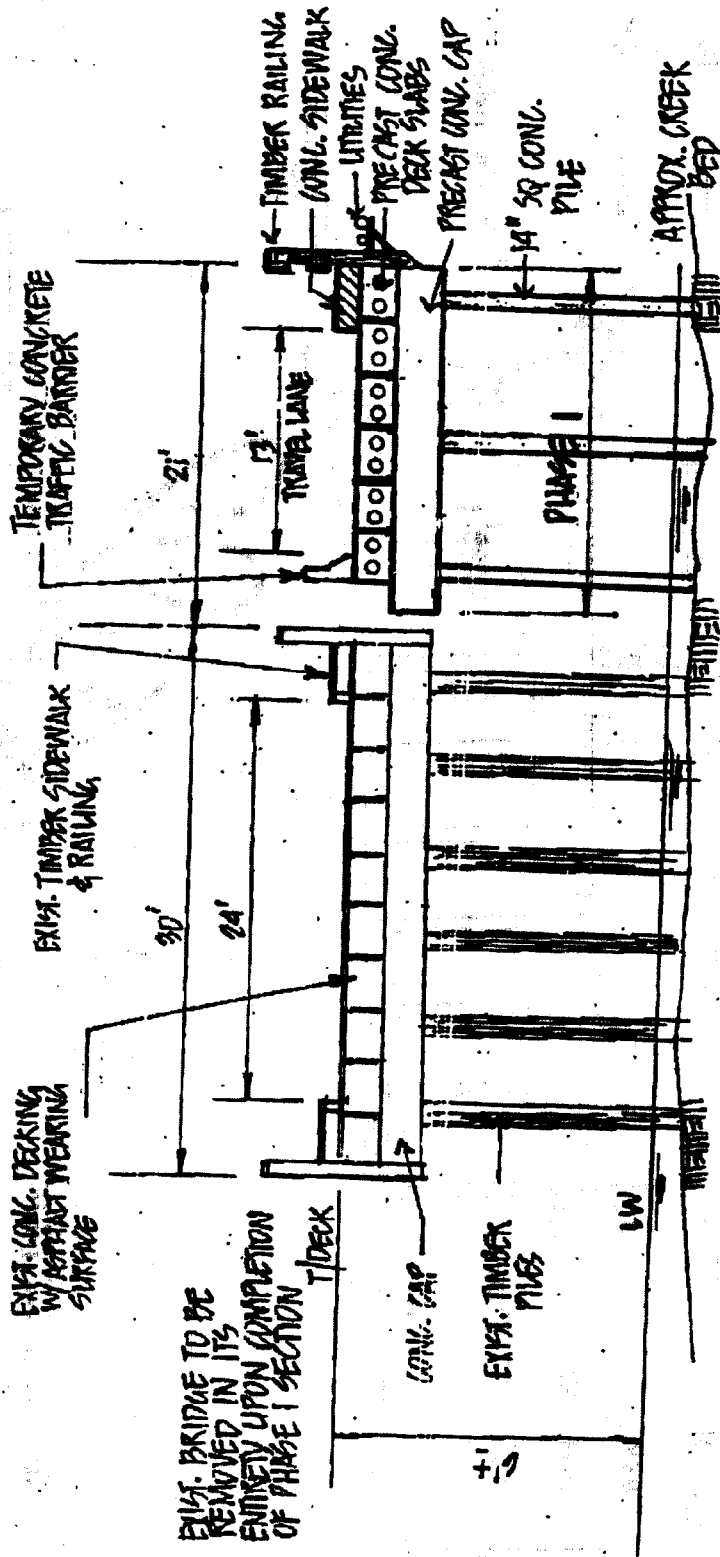 EXIST. BRIDGE TO BE
REMOVED IN ITS
ENTIRETY UPON COMPLETION
OF PHASE 1 SECTION
EXIST. CONC. DECKING
W/ASPHALT WEARING
SURFACE
EXIST. TIMBER SIDEWALK
& RAILING
TEMPORARY CONCRETE
TRAFFIC BARRIER
30'
21'
24'
13'
TRAVEL LANE
TIMBER RAILING
CONC. SIDEWALK
UTILITIES
PRECAST CONC.
DECK SLABS
PRECAST CONC. CAP
T/DECK
CONC. CAP
EXIST. TIMBER
PILES
PHASE 1
14" SQ CONC.
PILE
LW
APPROX. CREEK
BED